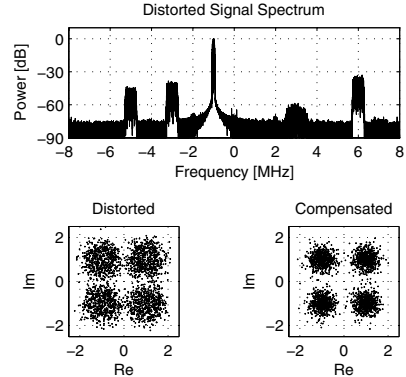 Distorted Signal Spectrum
Power [dB]
0
−30
−60
−90
−8 −6 −4 −2 0 2 4 6 8
Frequency [MHz]
Distorted
Im
2
0
−2
−2 0 2
Re
Compensated
Im
2
0
−2
−2 0 2
Re